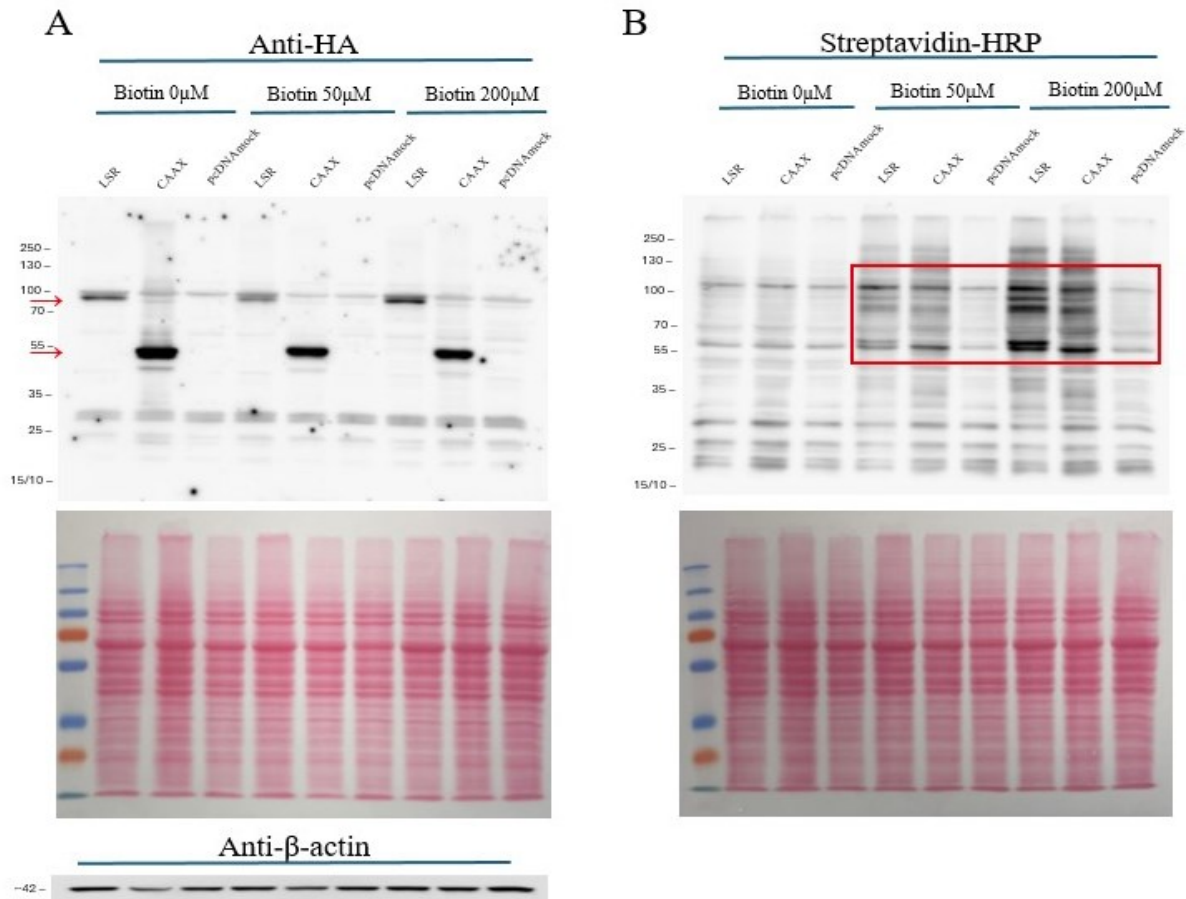 A
Anti-HA
Biotin 0µM Biotin 50µM Biotin 200µM
LSR CAAX pcDNAmock LSR CAAX pcDNAmock LSR CAAX pcDNAmock
250 –
130 –
100 –
70 –
55 –
35 –
25 –
15/10 –
Anti-β-actin
~42 –
B
Streptavidin-HRP
Biotin 0µM Biotin 50µM Biotin 200µM
LSR CAAX pcDNAmock LSR CAAX pcDNAmock LSR CAAX pcDNAmock
250 –
130 –
100 –
70 –
55 –
35 –
25 –
15/10 –